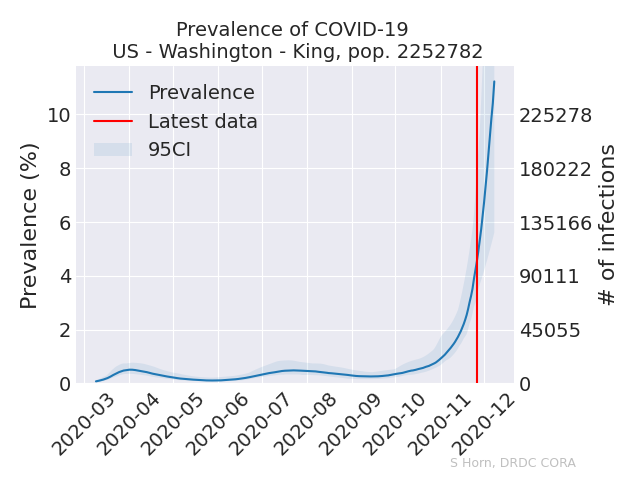 Prevalence of COVID-19
US - Washington - King, pop. 2252782
Prevalence
Latest data
95CI
Prevalence (%)
10
8
6
4
2
0
225278
180222
135166
90111
45055
0
# of infections
2020-03
2020-04
2020-05
2020-06
2020-07
2020-08
2020-09
2020-10
2020-11
2020-12
S Horn, DRDC CORA